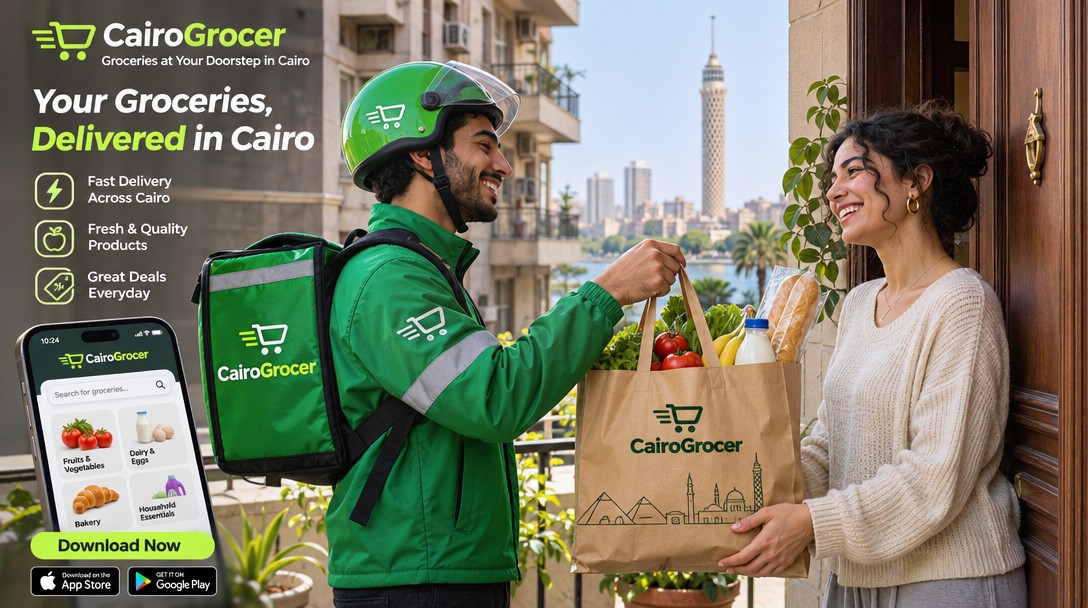 CairoGrocer
Groceries at Your Doorstep in Cairo
Your Groceries,
Delivered in Cairo
Fast Delivery
Across Cairo
Fresh & Quality
Products
Great Deals
Everyday
10:24
CairoGrocer
Search for groceries...
Fruits &
Vegetables
Dairy &
Eggs
Bakery
Household
Essentials
Download Now
Download on the
App Store
GET IT ON
Google Play
CairoGrocer
CairoGrocer